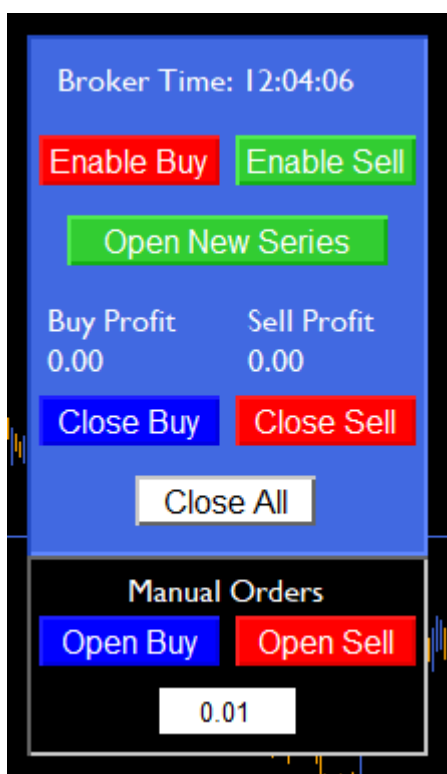 Broker Time: 12:04:06
Enable Buy Enable Sell
Open New Series
Buy Profit Sell Profit
0.00 0.00
Close Buy Close Sell
Close All
Manual Orders
Open Buy Open Sell
0.01